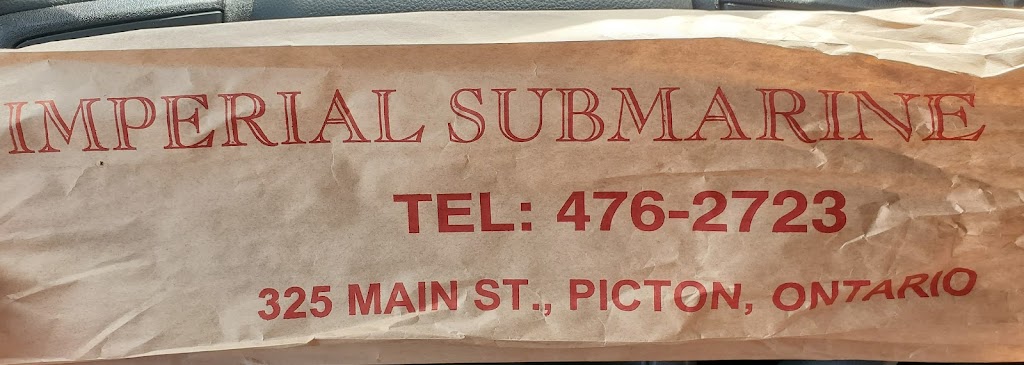 IMPERIAL SUBMARINE
TEL: 476-2723
325 MAIN ST., PICTON, ONTARIO